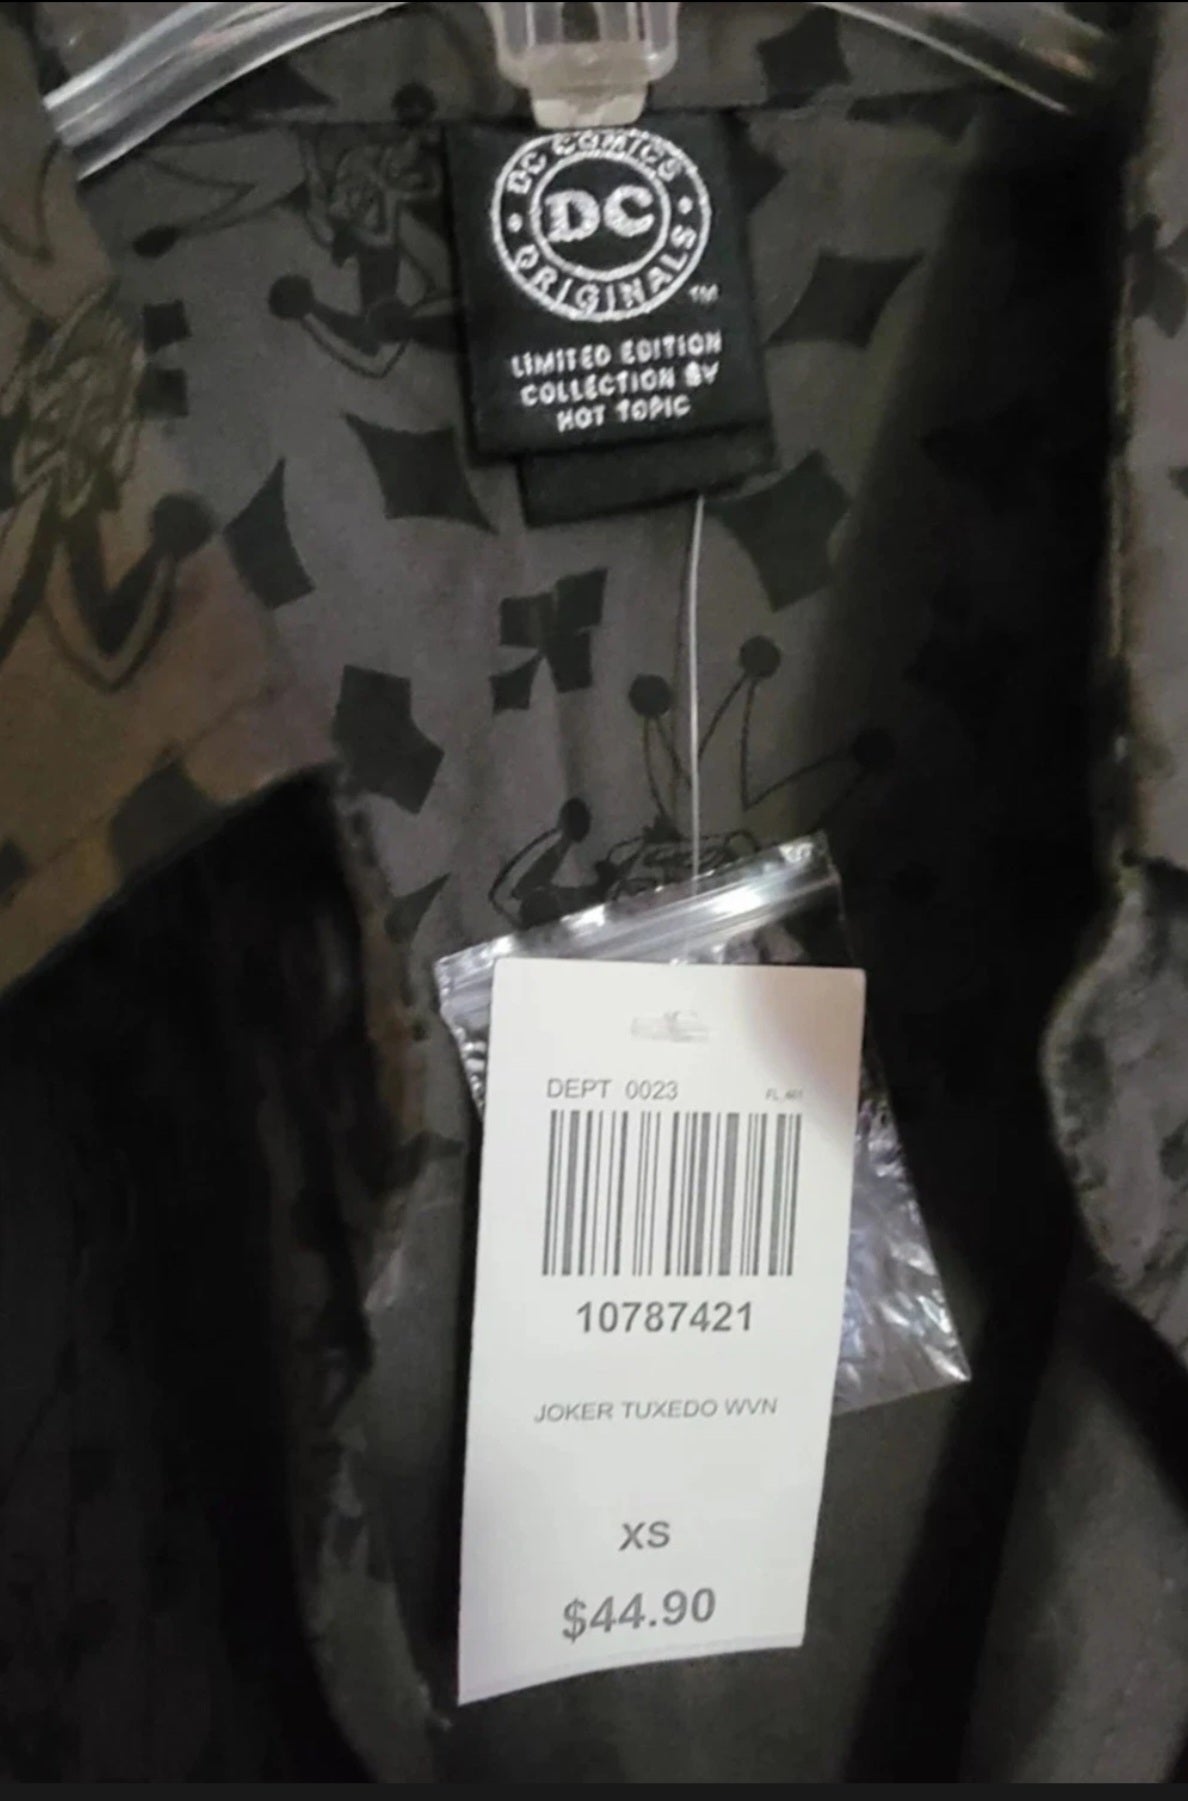 DC COMICS
DC
ORIGINALS
TM
LIMITED EDITION
COLLECTION BY
HOT TOPIC
DEPT 0023
10787421
JOKER TUXEDO WVN
XS
$44.90